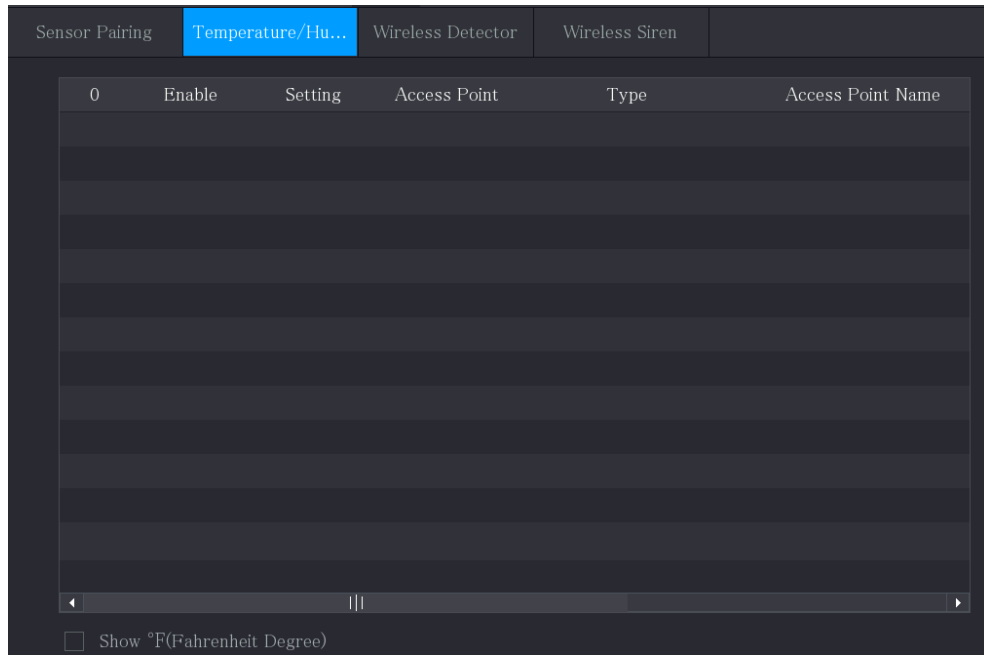 Sensor Pairing Temperature/Hu... Wireless Detector Wireless Siren
0 Enable Setting Access Point Type Access Point Name
Show °F(Fahrenheit Degree)